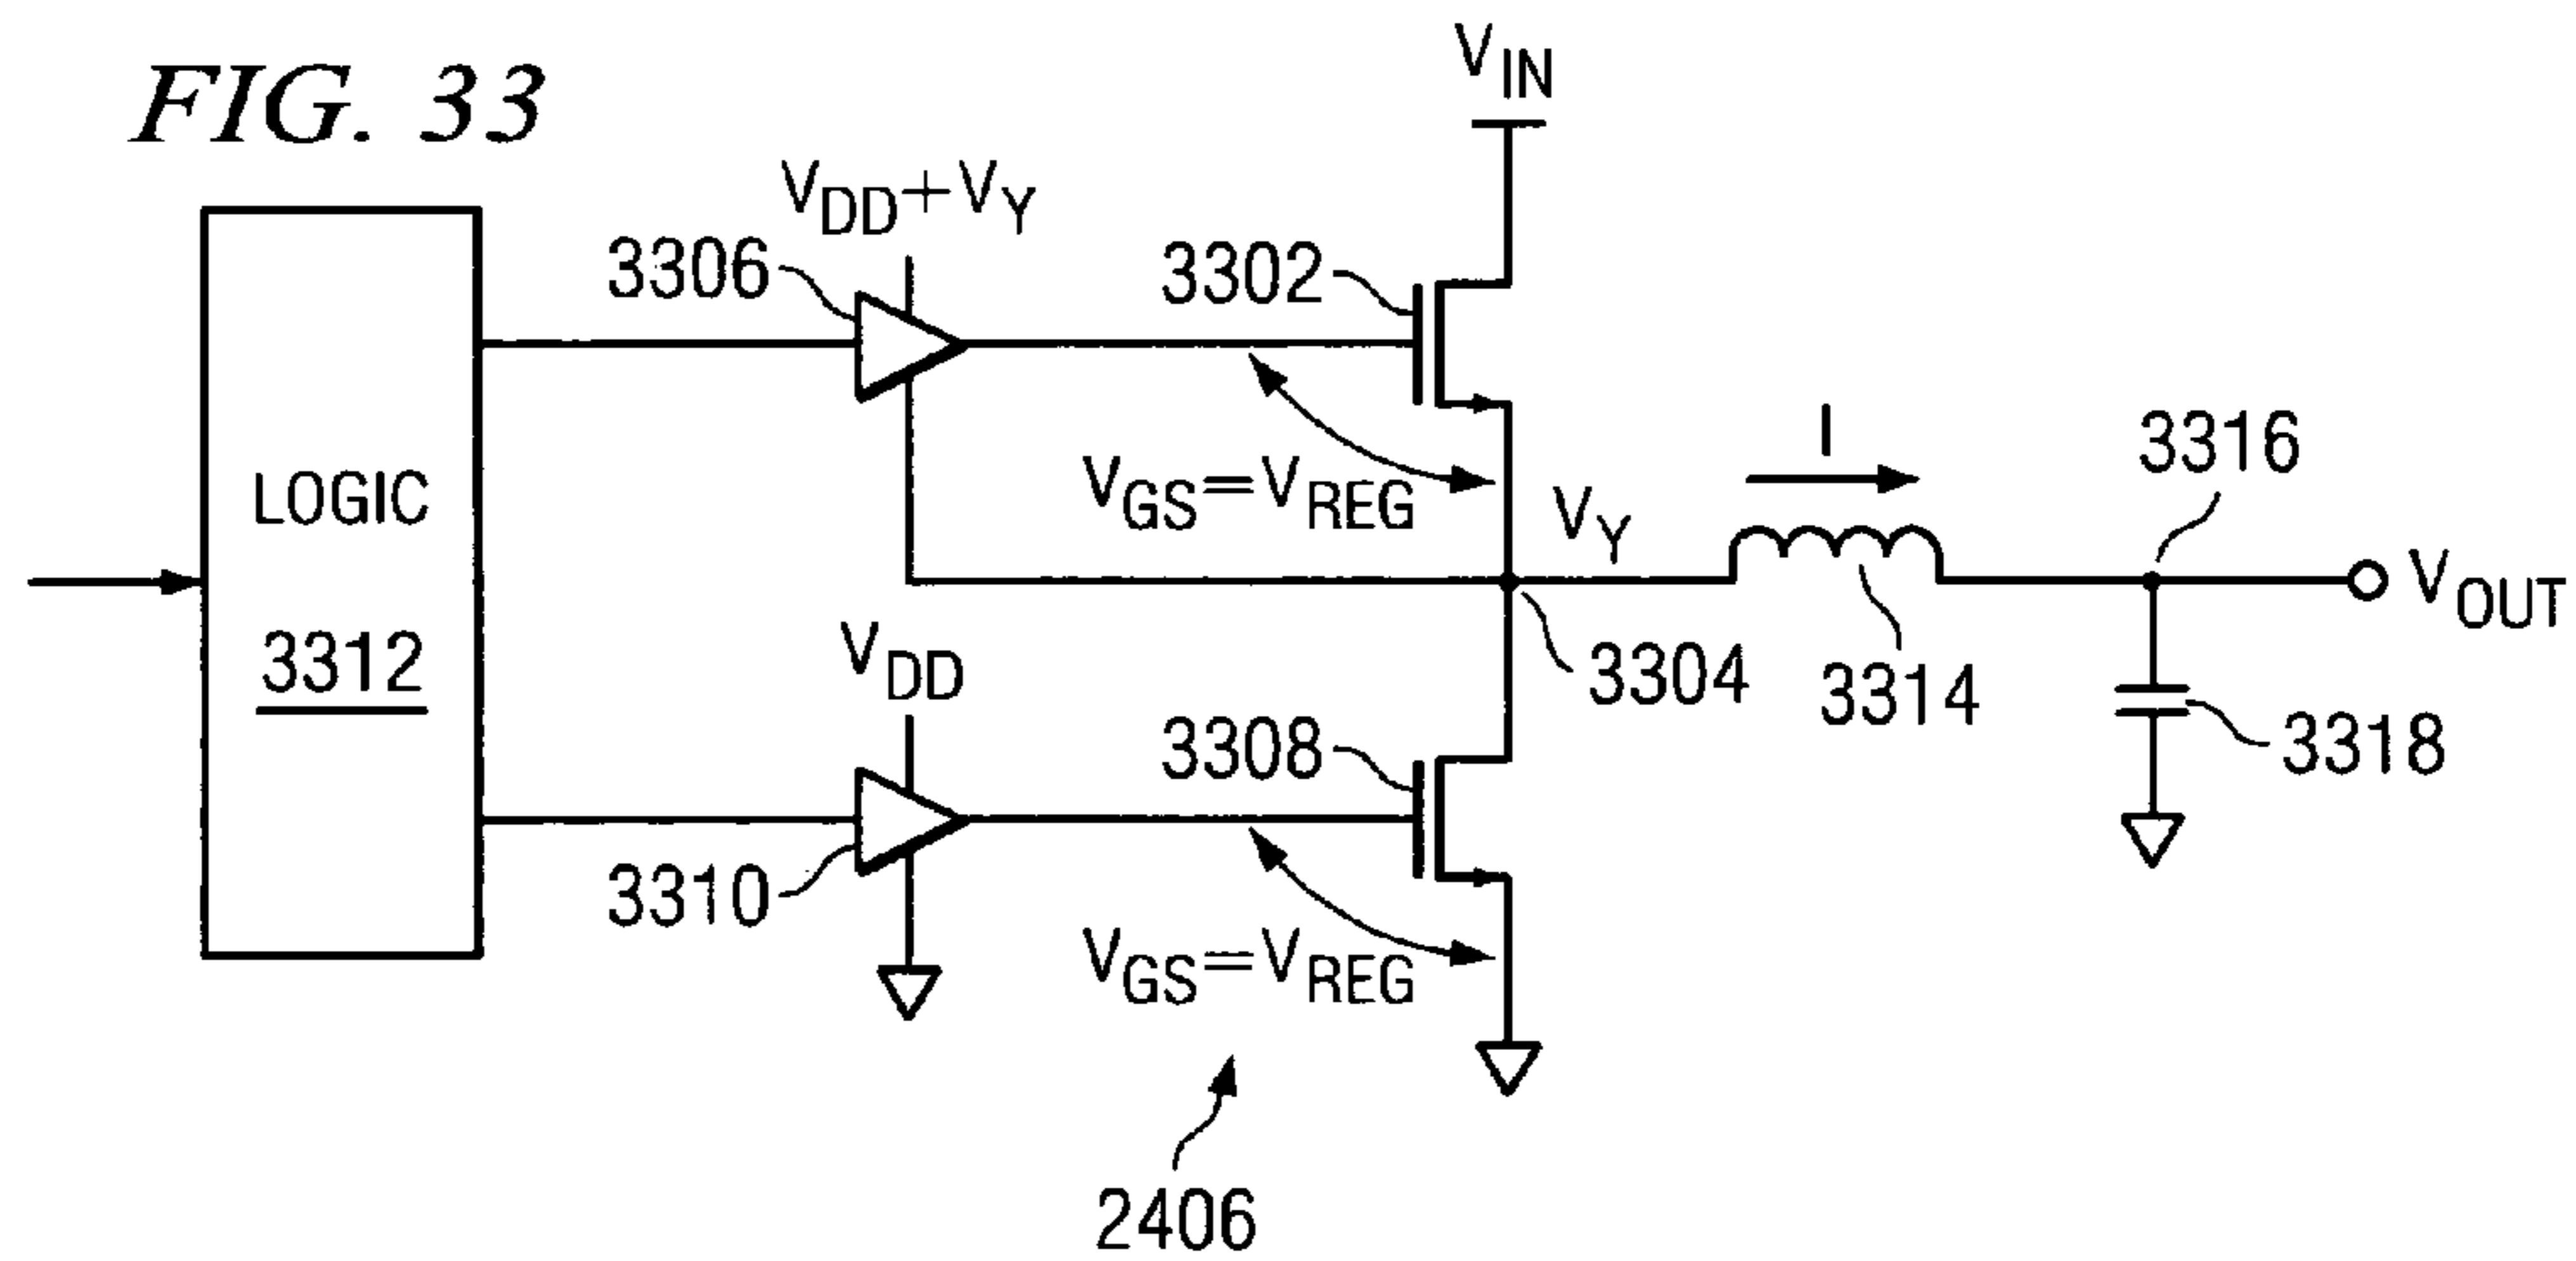 FIG. 33
VIN
VDD+VY
3306
3302
LOGIC
3312
VGS=VREG
I
3316
VY
VOUT
3304
3314
VDD
3308
3318
3310
VGS=VREG
2406